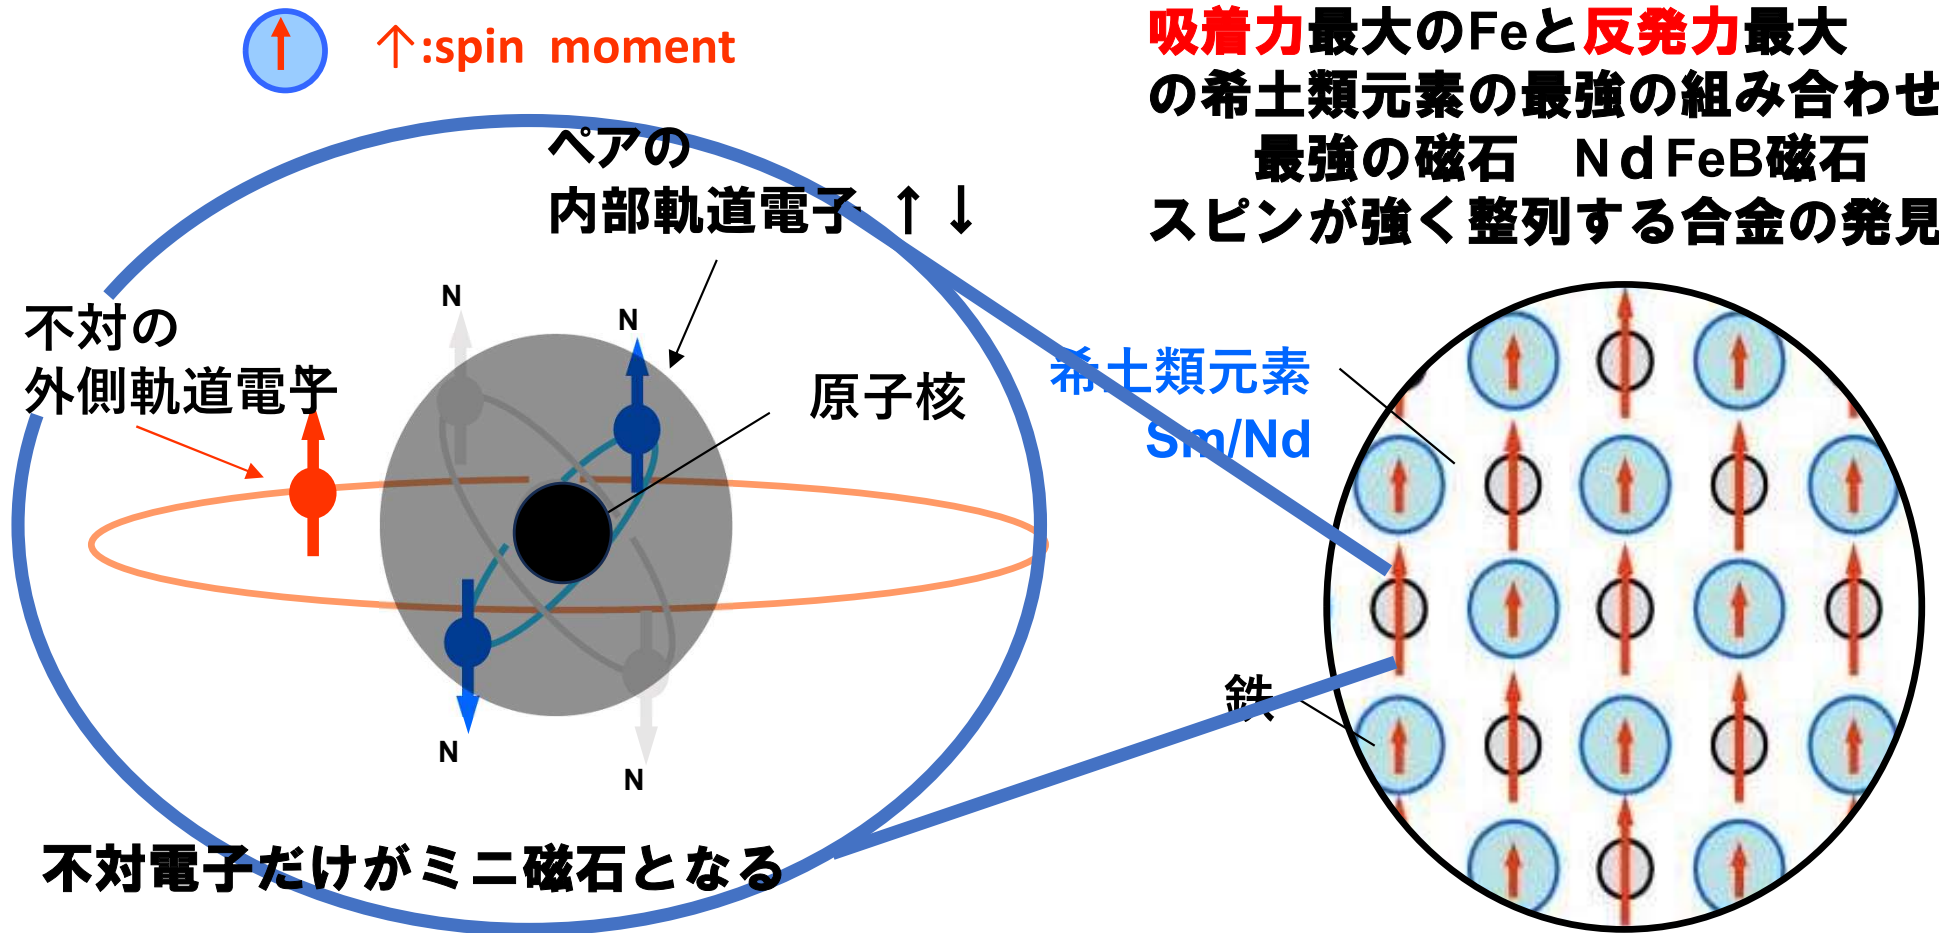 ↑:spin moment
吸着力最大のFeと反発力最大
の希土類元素の最強の組み合わせ
最強の磁石　ＮｄFeB磁石
スピンが強く整列する合金の発見
ペアの
内部軌道電子 ↑ ↓
不対の
外側軌道電子
N
N
N
原子核
希土類元素
Sm/Nd
鉄
N
N
不対電子だけがミニ磁石となる